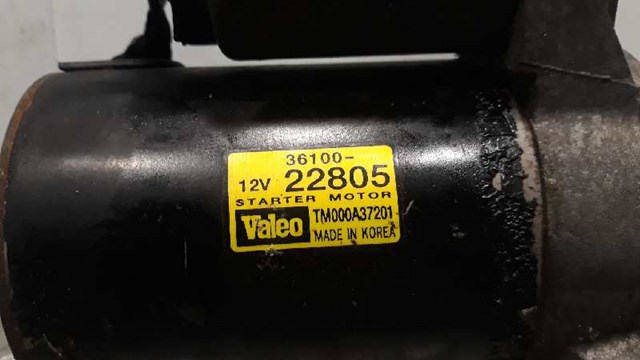 36100-
12V 22805
STARTER MOTOR
Valeo TM000A37201
MADE IN KOREA